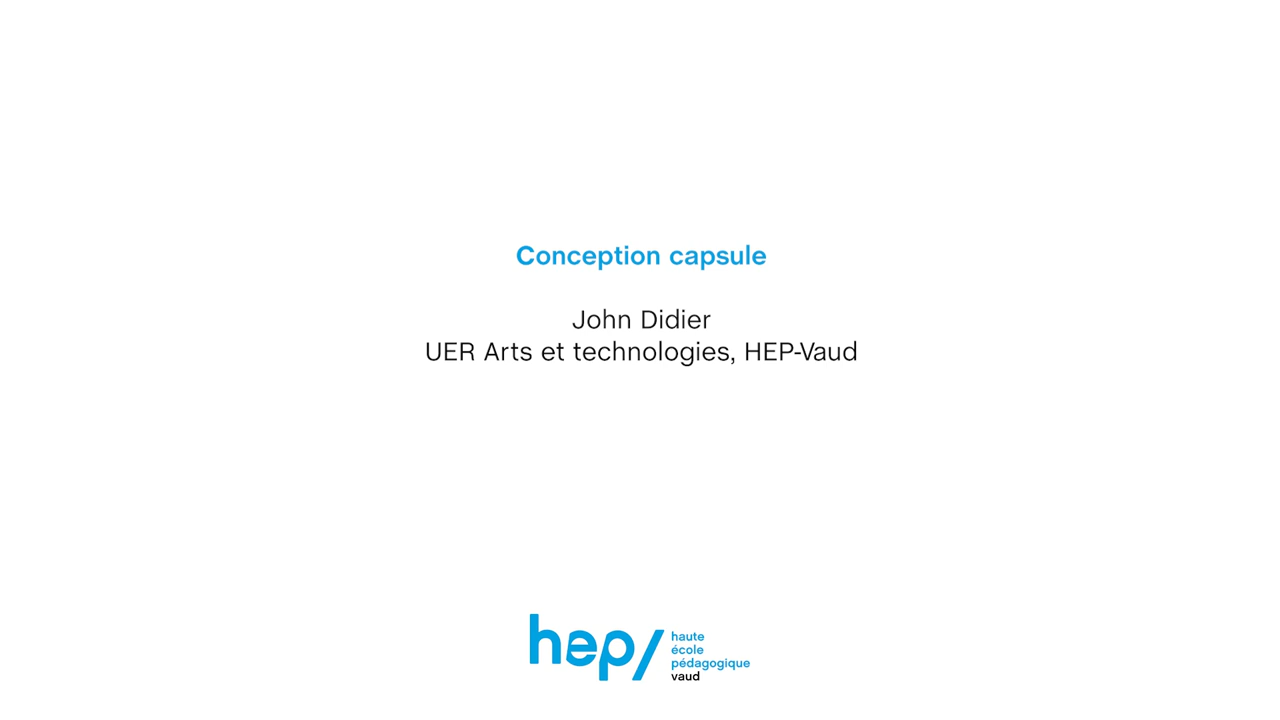 Conception capsule
John Didier
UER Arts et technologies, HEP-Vaud
hep/
haute
école
pédagogique
vaud